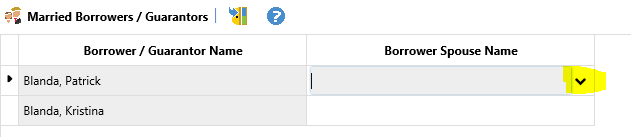 Married Borrowers / Guarantors ?
Borrower / Guarantor Name Borrower Spouse Name
Blanda, Patrick
Blanda, Kristina